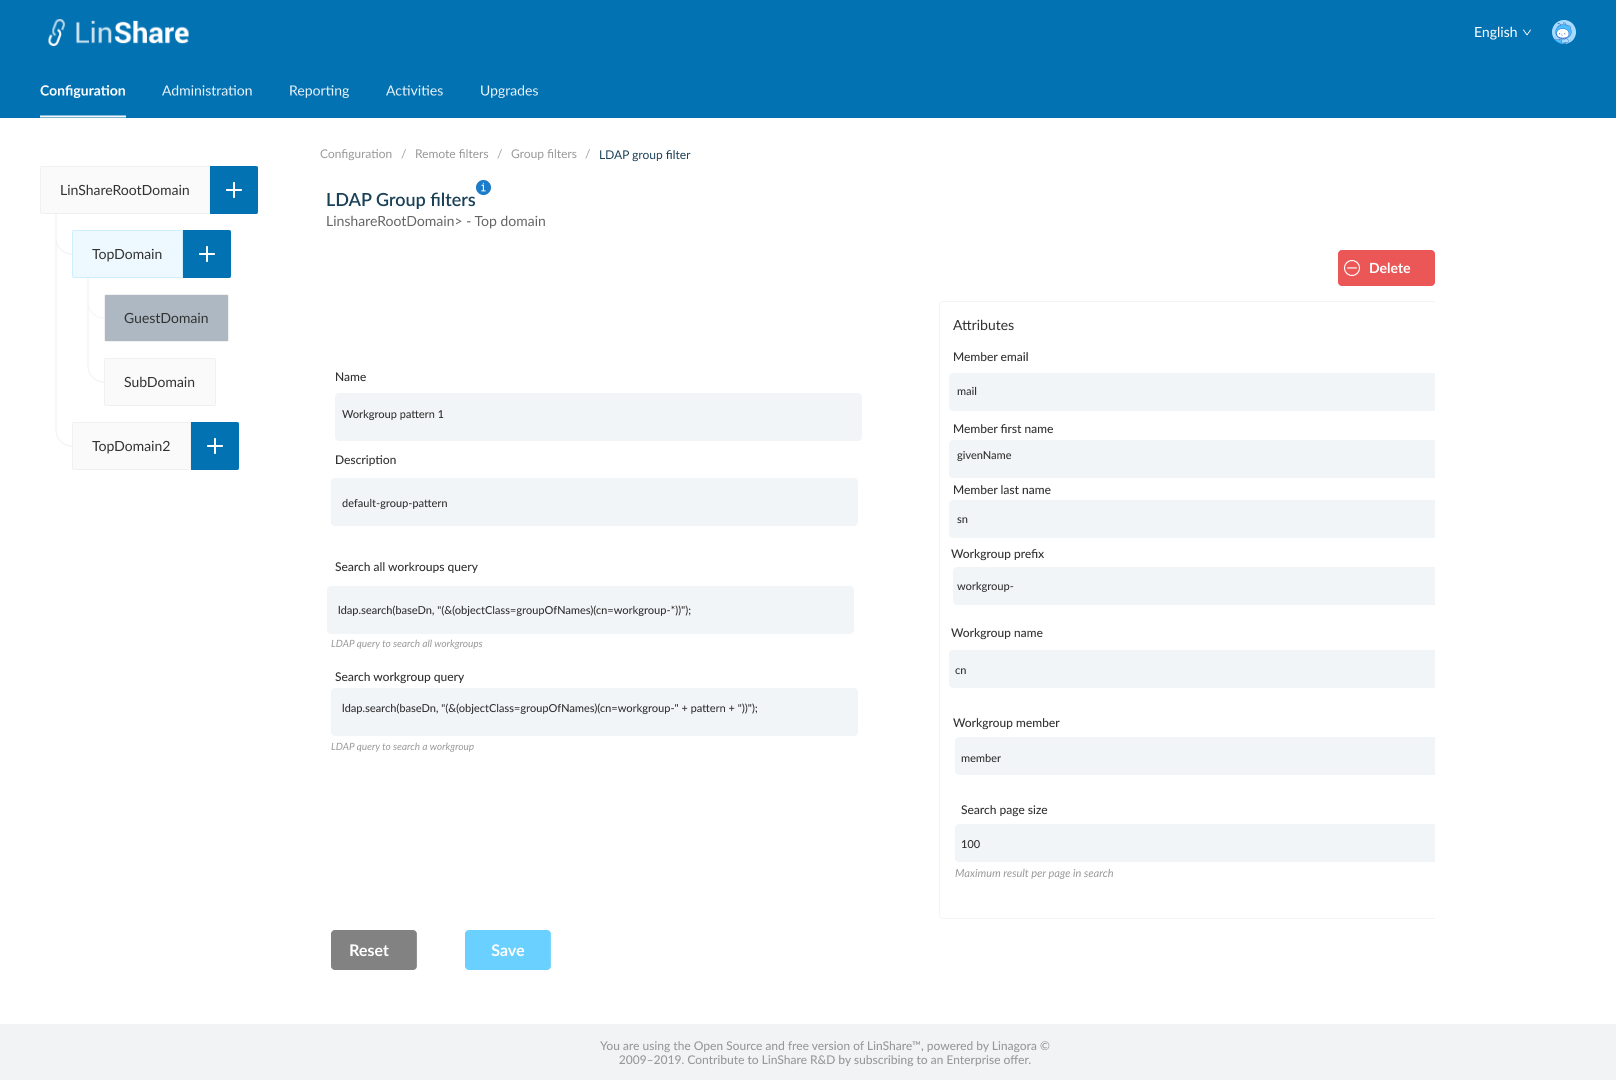 LinShare
English
Configuration
Administration
Reporting
Activities
Upgrades
LinShareRootDomain
TopDomain
GuestDomain
SubDomain
TopDomain2
Configuration / Remote filters / Group filters / LDAP group filter
LDAP Group filters
LinshareRootDomain> - Top domain
Delete
Name
Workgroup pattern 1
Description
default-group-pattern
Search all workroups query
ldap.search(baseDn, "(&(objectClass=groupOfNames)(cn=workgroup-*))");
LDAP query to search all workgroups
Search workgroup query
ldap.search(baseDn, "(&(objectClass=groupOfNames)(cn=workgroup-" + pattern + "))");
LDAP query to search a workgroup
Attributes
Member email
mail
Member first name
givenName
Member last name
sn
Workgroup prefix
workgroup-
Workgroup name
cn
Workgroup member
member
Search page size
100
Maximum result per page in search
Reset
Save
You are using the Open Source and free version of LinShare™, powered by Linagora ©
2009–2019. Contribute to LinShare R&D by subscribing to an Enterprise offer.